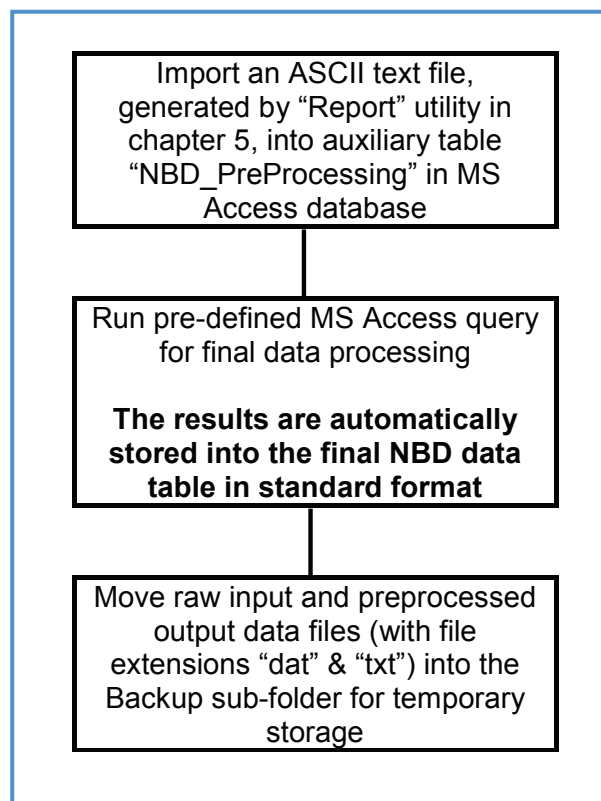 Import an ASCII text file,
generated by “Report” utility in
chapter 5, into auxiliary table
“NBD_PreProcessing” in MS
Access database
Run pre-defined MS Access query
for final data processing
The results are automatically
stored into the final NBD data
table in standard format
Move raw input and preprocessed
output data files (with file
extensions “dat” & “txt”) into the
Backup sub-folder for temporary
storage